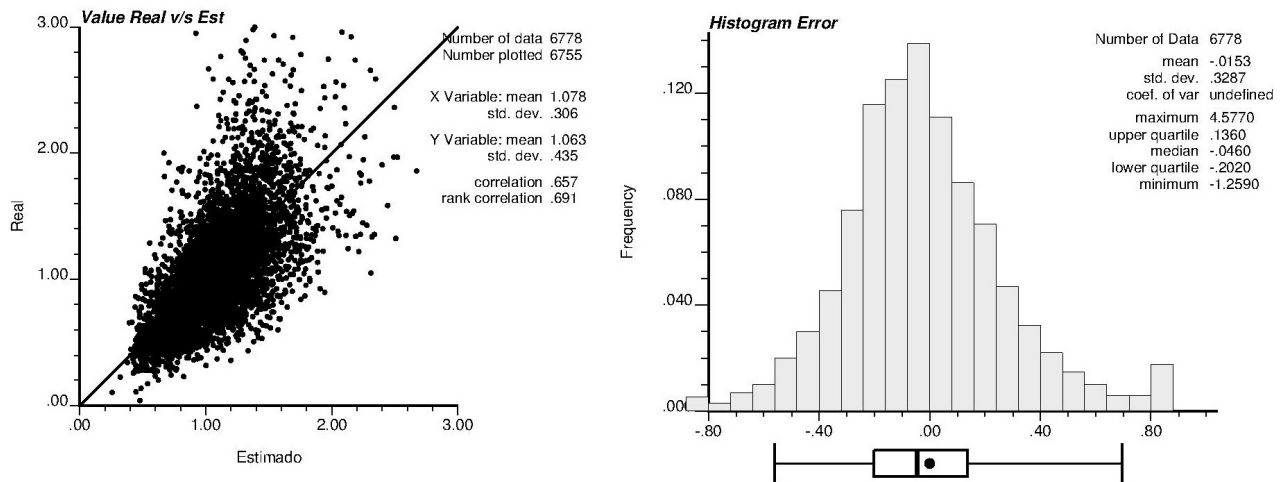 Value Real v/s Est
Number of data 6778
Number plotted 6755
X Variable: mean 1.078
std. dev. .306
Y Variable: mean 1.063
std. dev. .435
correlation .657
rank correlation .691
Real
3.00
2.00
1.00
.00
.00 1.00 2.00 3.00
Estimado
Histogram Error
Number of Data 6778
mean -.0153
std. dev. .3287
coef. of var undefined
maximum 4.5770
upper quartile .1360
median -.0460
lower quartile -.2020
minimum -1.2590
Frequency
.120
.080
.040
.000
-.80 -.40 .00 .40 .80